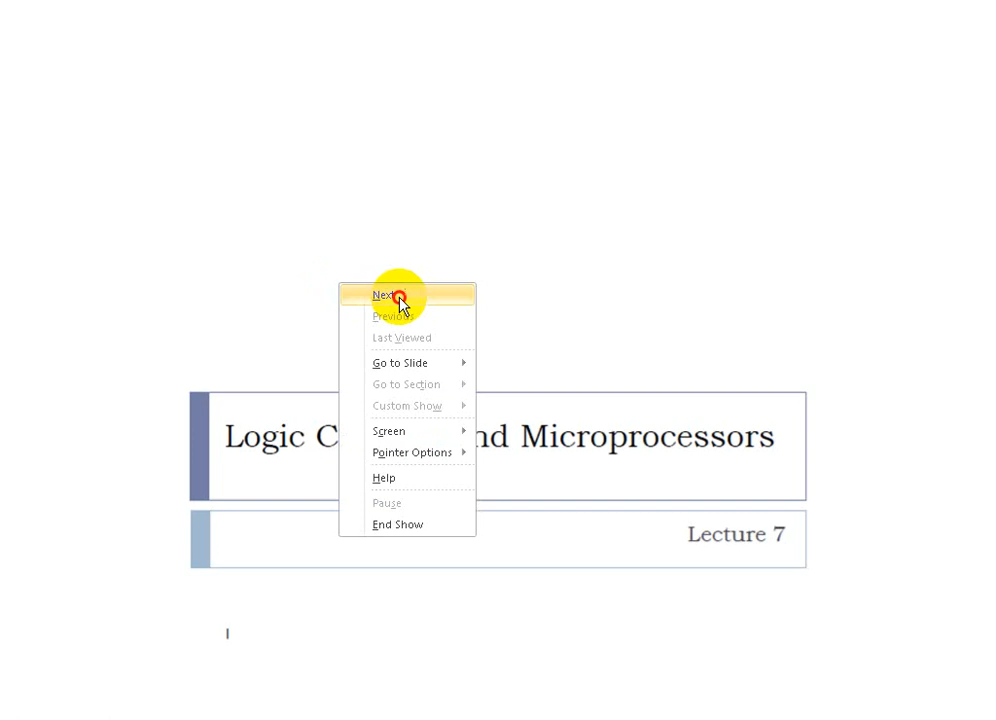 Next
Previous
Last Viewed
Go to Slide
Go to Section
Custom Show
Logic C nd Microprocessors
Screen
Pointer Options
Help
Pause
End Show
Lecture 7
1